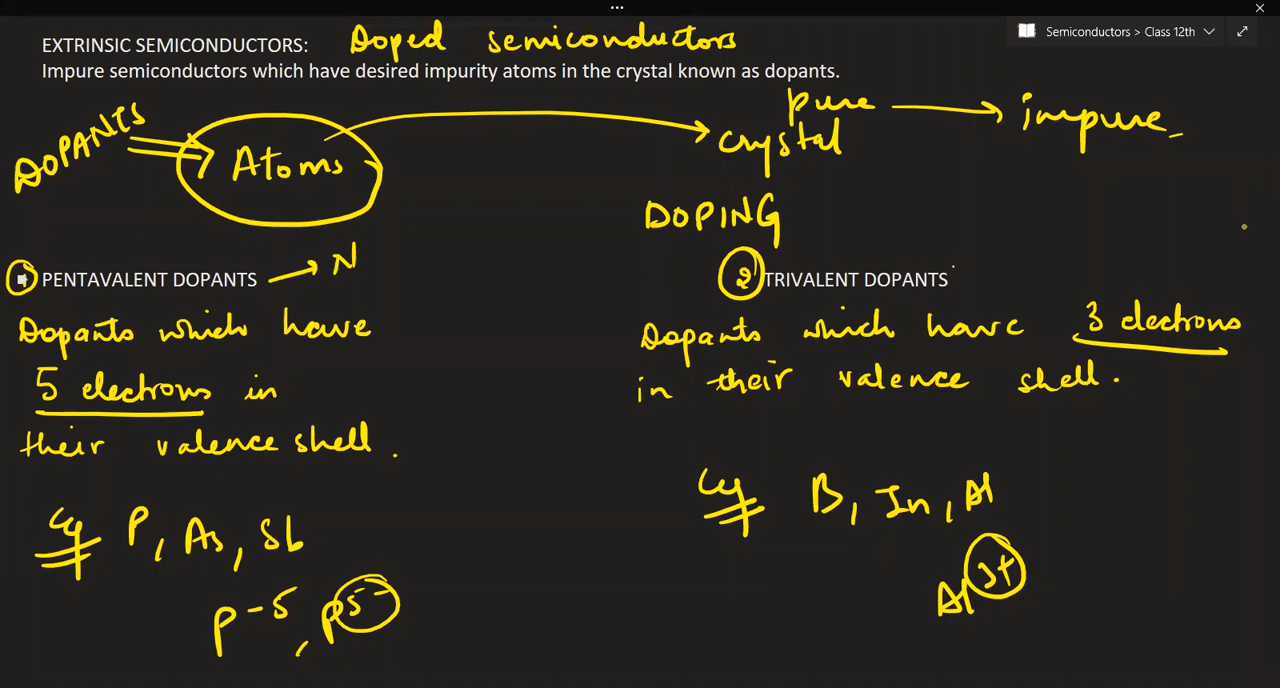 EXTRINSIC SEMICONDUCTORS: Doped semiconductors
Semiconductors > Class 12th
Impure semiconductors which have desired impurity atoms in the crystal known as dopants.
DOPANTS
Atoms
pure
crystal
impure
DOPING
PENTAVALENT DOPANTS → N
Dopants which have
5 electrons in
their valence shell.
Eg P, As, Sb
P-5, P5-
2 TRIVALENT DOPANTS
Dopants which have 3 electrons
in their valence shell.
Eg B, In, Al
Al3+